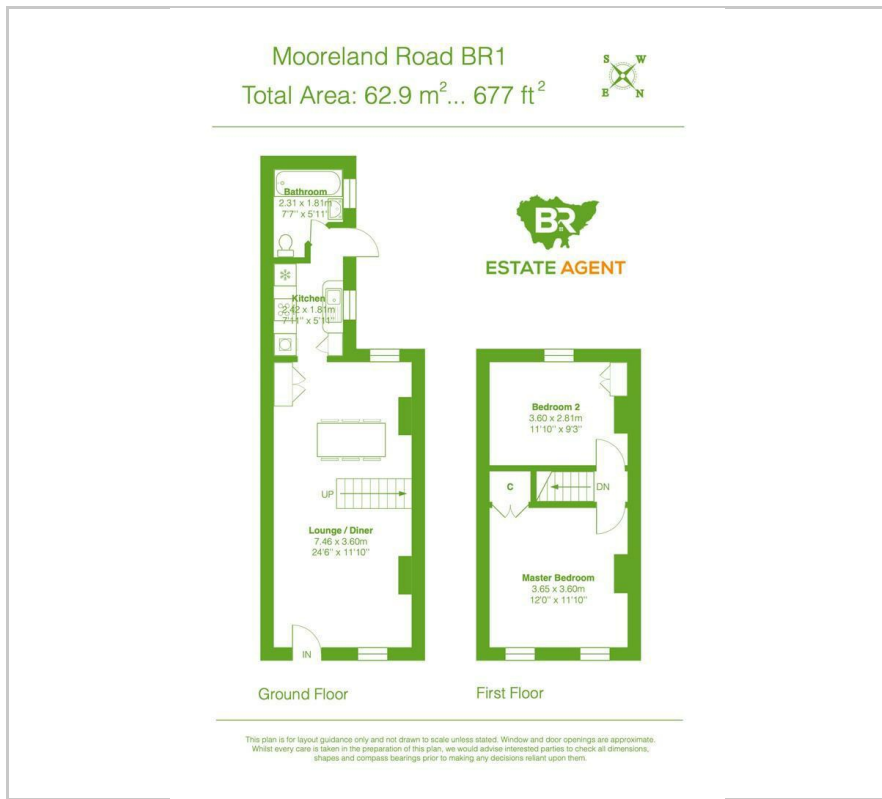 Mooreland Road BR1
Total Area: 62.9 m²... 677 ft²
S W
E N
BR
ESTATE AGENT
Bathroom
2.31 x 1.81m
7'7" x 5'11"
Kitchen
2.42 x 1.81m
7'11" x 5'11"
UP
Lounge / Diner
7.46 x 3.60m
24'6" x 11'10"
IN
Ground Floor
Bedroom 2
3.60 x 2.81m
11'10" x 9'3"
C
DN
Master Bedroom
3.65 x 3.60m
12'0" x 11'10"
First Floor
This plan is for layout guidance only and not drawn to scale unless stated. Window and door openings are approximate.
Whilst every care is taken in the preparation of this plan, we would advise interested parties to check all dimensions,
shapes and compass bearings prior to making any decisions reliant upon them.